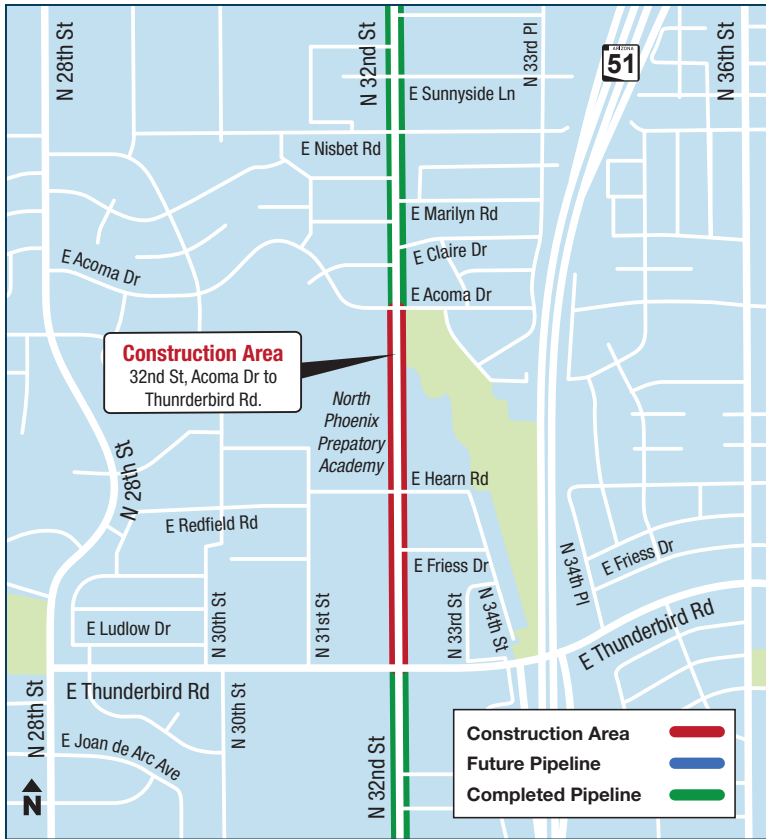 N 28th St
N 32nd St
N 33rd Pl
ARIZONA
51
N 36th St
E Sunnyside Ln
E Nisbet Rd
E Marilyn Rd
E Claire Dr
E Acoma Dr
E Acoma Dr
Construction Area
32nd St, Acoma Dr to
Thunrderbird Rd.
North
Phoenix
Prepatory
Academy
N 28th St
E Hearn Rd
E Redfield Rd
E Friess Dr
E Friess Dr
N 34th Pl
N 30th St
N 31st St
N 33rd St
N 34th St
E Ludlow Dr
E Thunderbird Rd
E Thunderbird Rd
N 28th St
N 30th St
N 32nd St
E Joan de Arc Ave
N
Construction Area
Future Pipeline
Completed Pipeline